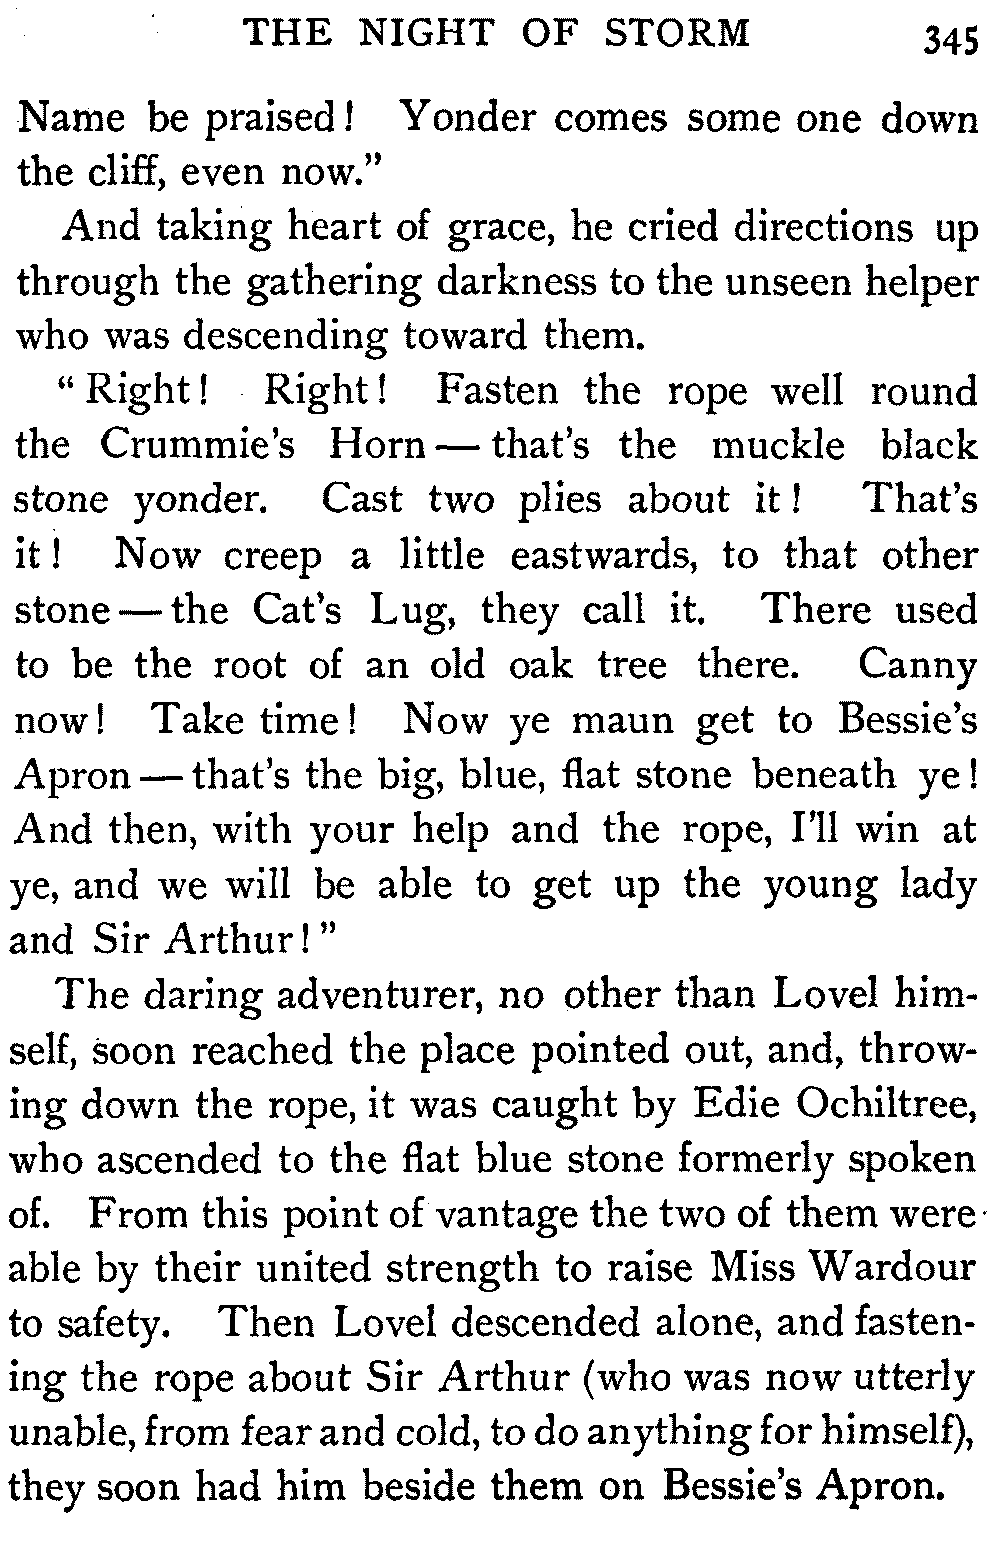 THE NIGHT OF STORM 345
Name be praised! Yonder comes some one down
the cliff, even now."
And taking heart of grace, he cried directions up
through the gathering darkness to the unseen helper
who was descending toward them.
"Right! Right! Fasten the rope well round
the Crummie's Horn — that's the muckle black
stone yonder. Cast two plies about it! That's
it! Now creep a little eastwards, to that other
stone — the Cat's Lug, they call it. There used
to be the root of an old oak tree there. Canny
now! Take time! Now ye maun get to Bessie's
Apron — that's the big, blue, flat stone beneath ye!
And then, with your help and the rope, I'll win at
ye, and we will be able to get up the young lady
and Sir Arthur!"
The daring adventurer, no other than Lovel him-
self, soon reached the place pointed out, and, throw-
ing down the rope, it was caught by Edie Ochiltree,
who ascended to the flat blue stone formerly spoken
of. From this point of vantage the two of them were
able by their united strength to raise Miss Wardour
to safety. Then Lovel descended alone, and fasten-
ing the rope about Sir Arthur (who was now utterly
unable, from fear and cold, to do anything for himself),
they soon had him beside them on Bessie's Apron.